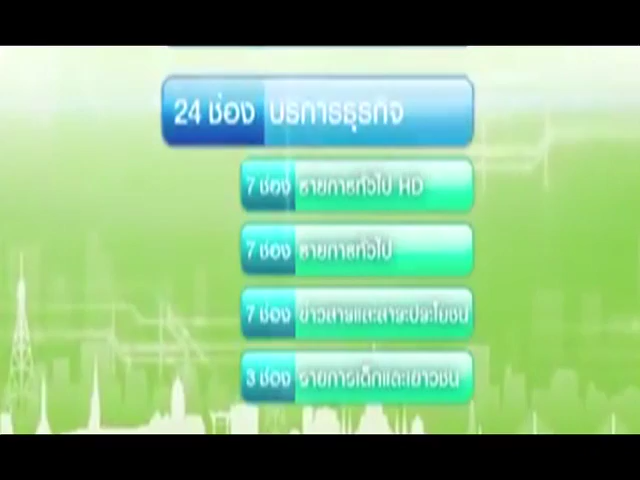 24 ช่อง บริการธุรกิจ
7 ช่อง รายการทั่วไป HD
7 ช่อง รายการทั่วไป
7 ช่อง ข่าวสารและสาระประโยชน์
3 ช่อง รายการเด็กและเยาวชน